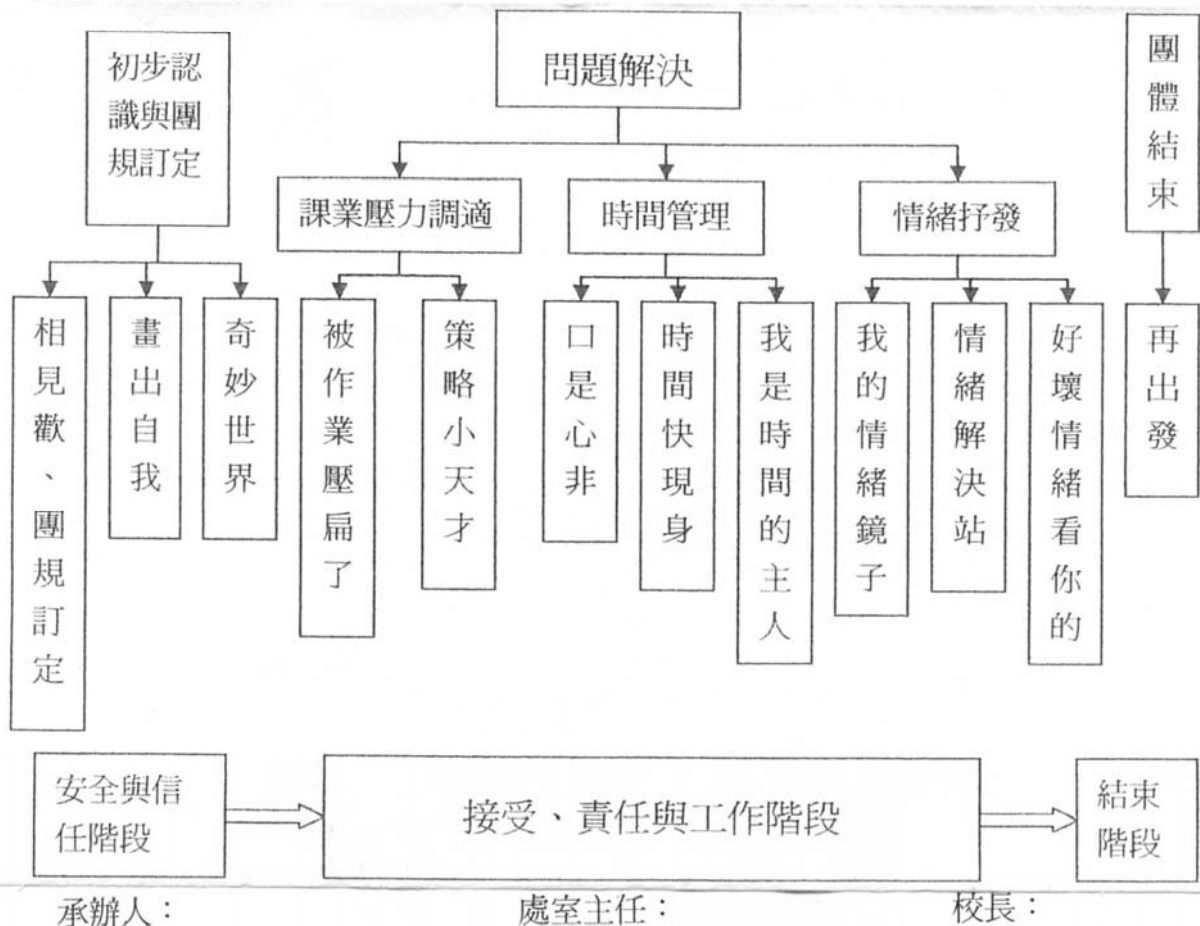 初步認
識與團
規訂定
問題解決
團體結束
課業壓力調適
時間管理
情緒抒發
相見歡、團規訂定
畫出自我
奇妙世界
被作業壓扁了
策略小天才
口是心非
時間快現身
我是時間的主人
我的情緒鏡子
情緒解決站
好壞情緒看你的
再出發
安全與信
任階段
接受、責任與工作階段
結束
階段
承辦人：
處室主任：
校長：